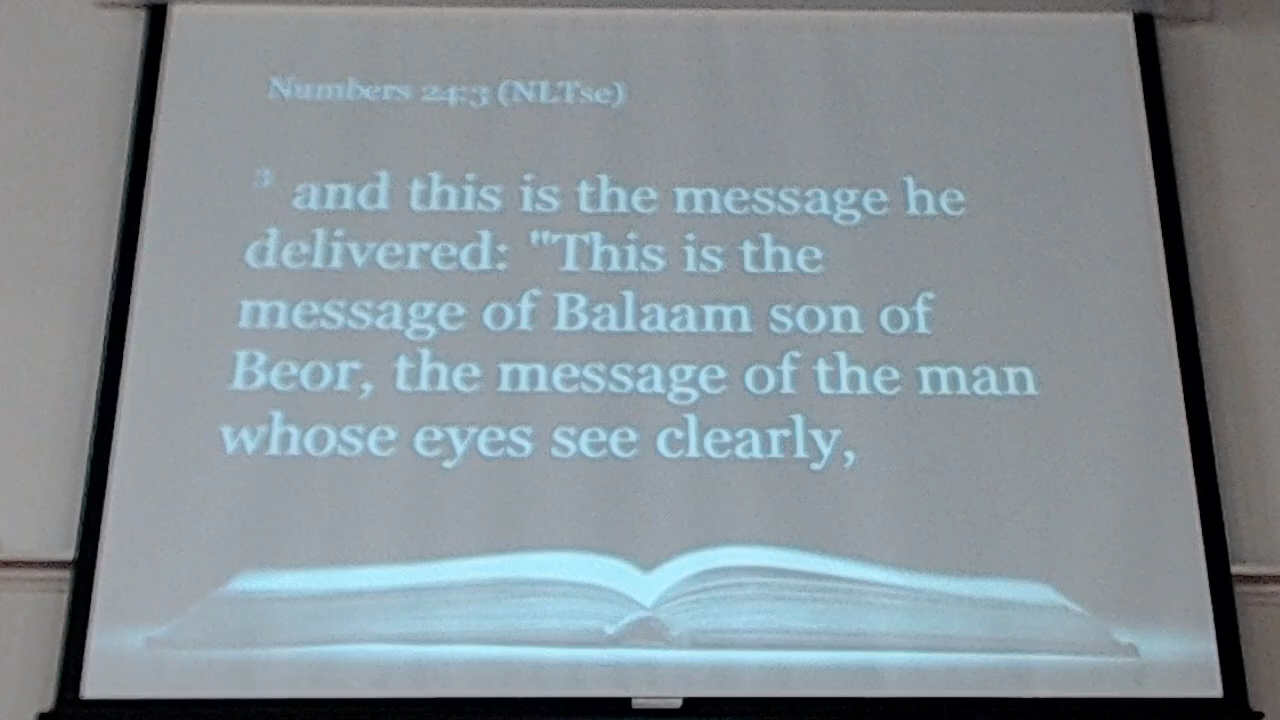 Numbers 24:3 (NLTse)
3 and this is the message he
delivered: "This is the
message of Balaam son of
Beor, the message of the man
whose eyes see clearly,